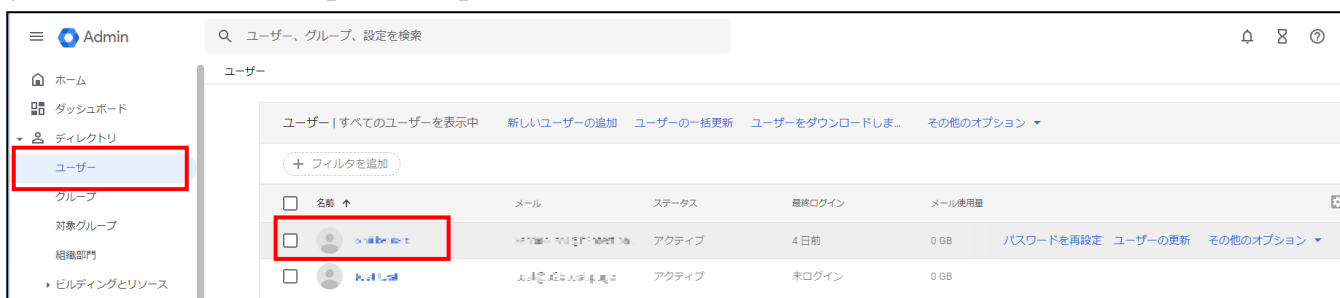 Admin
ユーザー、グループ、設定を検索
ホーム
ダッシュボード
ディレクトリ
ユーザー
グループ
対象グループ
組織部門
ビルディングとリソース
ユーザー
ユーザー | すべてのユーザーを表示中 新しいユーザーの追加 ユーザーの一括更新 ユーザーをダウンロードしま... その他のオプション
+ フィルタを追加
名前 ↑ メール ステータス 最終ログイン メール使用量
アクティブ 4 日前 0 GB パスワードを再設定 ユーザーの更新 その他のオプション
アクティブ 未ログイン 0 GB